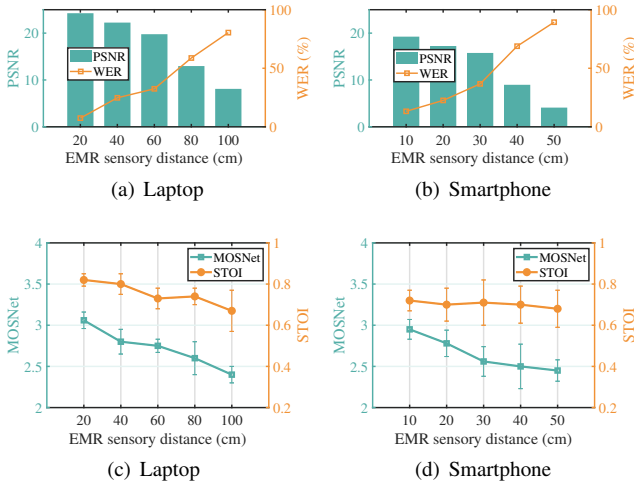 20
10
0
PSNR
PSNR
WER
100
50
0
WER (%)
20 40 60 80 100
EMR sensory distance (cm)
(a) Laptop
20
10
0
PSNR
PSNR
WER
100
50
0
WER (%)
10 20 30 40 50
EMR sensory distance (cm)
(b) Smartphone
4
3.5
3
2.5
2
MOSNet
MOSNet
STOI
1
0.8
0.6
0.4
0.2
STOI
20 40 60 80 100
EMR sensory distance (cm)
(c) Laptop
4
3.5
3
2.5
2
MOSNet
MOSNet
STOI
1
0.8
0.6
0.4
0.2
STOI
10 20 30 40 50
EMR sensory distance (cm)
(d) Smartphone